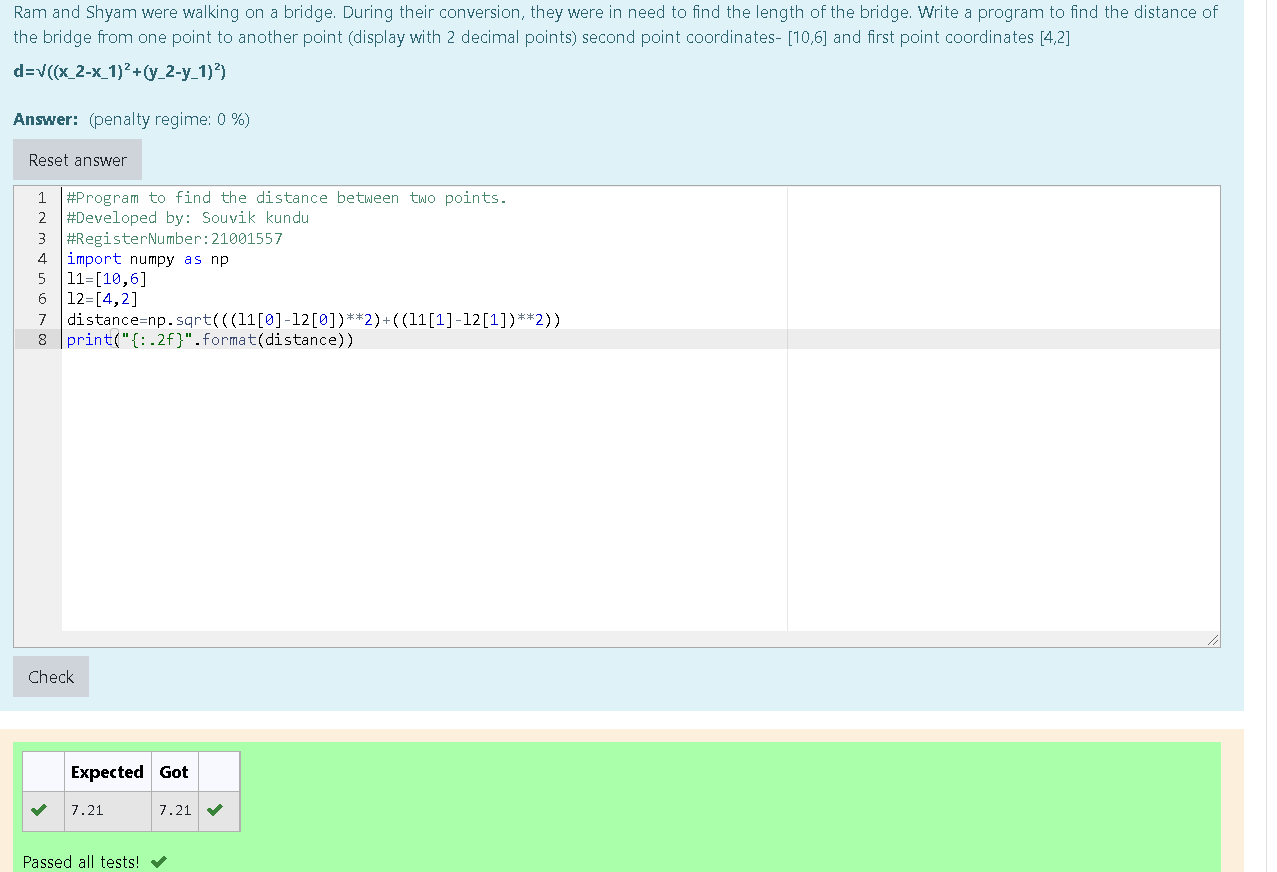 Ram and Shyam were walking on a bridge. During their conversion, they were in need to find the length of the bridge. Write a program to find the distance of
the bridge from one point to another point (display with 2 decimal points) second point coordinates- [10,6] and first point coordinates [4,2]
d=√((x_2-x_1)²+(y_2-y_1)²)
Answer: (penalty regime: 0 %)
Reset answer
1 #Program to find the distance between two points.
2 #Developed by: Souvik kundu
3 #RegisterNumber:21001557
4 import numpy as np
5 l1=[10,6]
6 l2=[4,2]
7 distance=np.sqrt(((l1[0]-l2[0])**2)+((l1[1]-l2[1])**2))
8 print("{:.2f}".format(distance))
Check
Expected Got
7.21 7.21
Passed all tests!